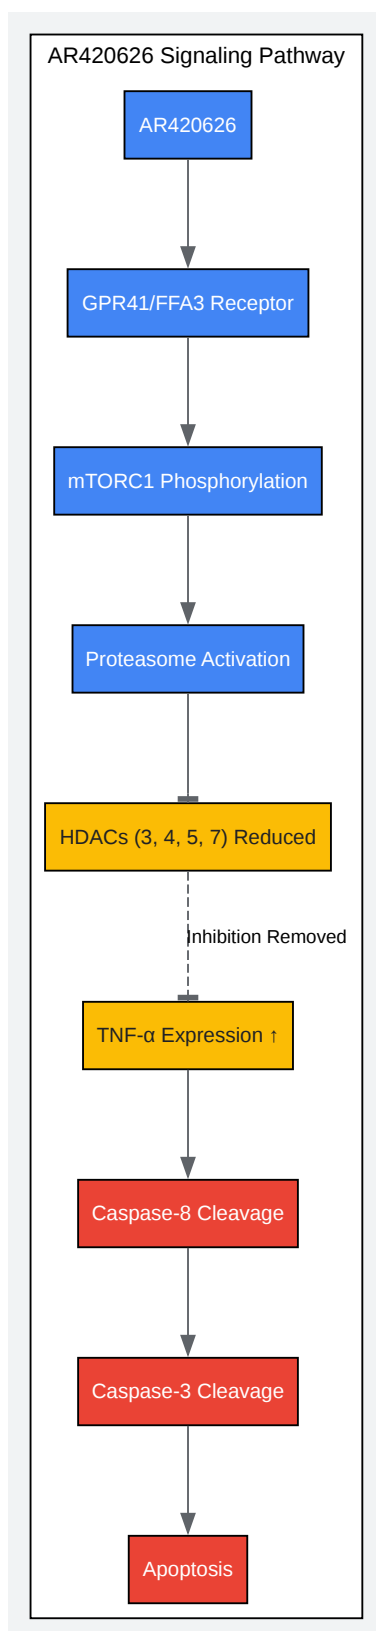 AR420626 Signaling Pathway
AR420626
GPR41/FFA3 Receptor
mTORC1 Phosphorylation
Proteasome Activation
HDACs (3, 4, 5, 7) Reduced
Inhibition Removed
TNF-α Expression ↑
Caspase-8 Cleavage
Caspase-3 Cleavage
Apoptosis